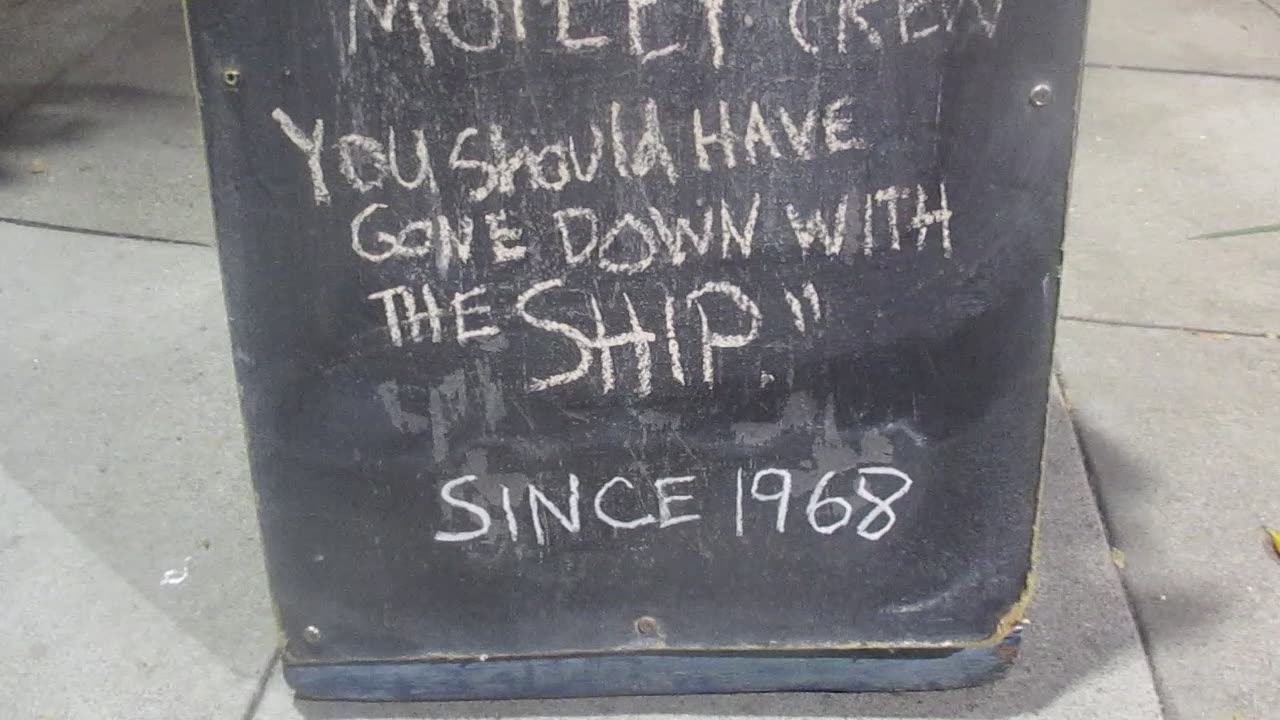 MOTLEY CREW
YOU ShOUld HAVE
GONE DOWN WITH
THE SHIP."
SINCE 1968